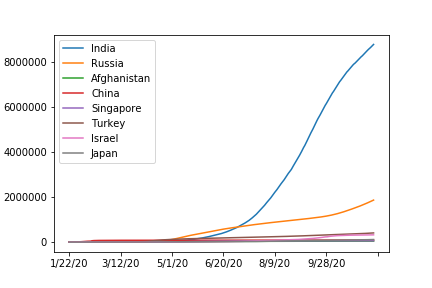 India
Russia
Afghanistan
China
Singapore
Turkey
Israel
Japan
8000000
6000000
4000000
2000000
0
1/22/20 3/12/20 5/1/20 6/20/20 8/9/20 9/28/20